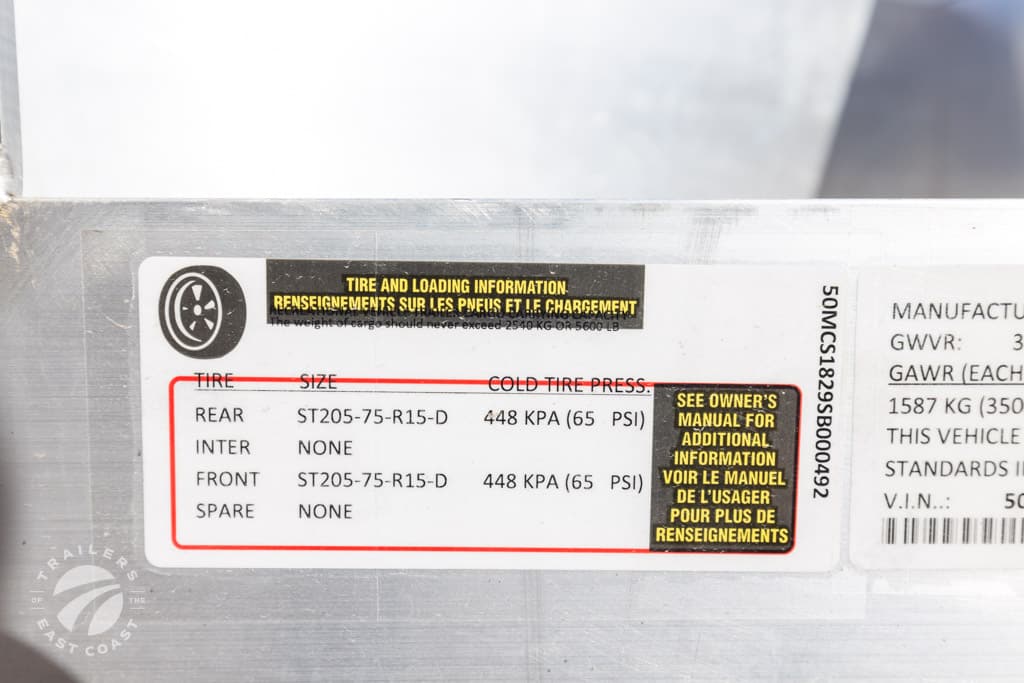 TIRE AND LOADING INFORMATION
RENSEIGNEMENTS SUR LES PNEUS ET LE CHARGEMENT
The weight of cargo should never exceed 2540 KG OR 5600 LB
TIRE SIZE COLD TIRE PRESS.
REAR ST205-75-R15-D 448 KPA (65 PSI)
INTER NONE
FRONT ST205-75-R15-D 448 KPA (65 PSI)
SPARE NONE
SEE OWNER'S
MANUAL FOR
ADDITIONAL
INFORMATION
VOIR LE MANUEL
DE L'USAGER
POUR PLUS DE
RENSEIGNEMENTS
50MCS1829SB000492
MANUFACTU
GWVR: 3
GAWR (EACH
1587 KG (350
THIS VEHICLE
STANDARDS I
V.I.N..: 50
TRAILERS
OF THE
EAST COAST